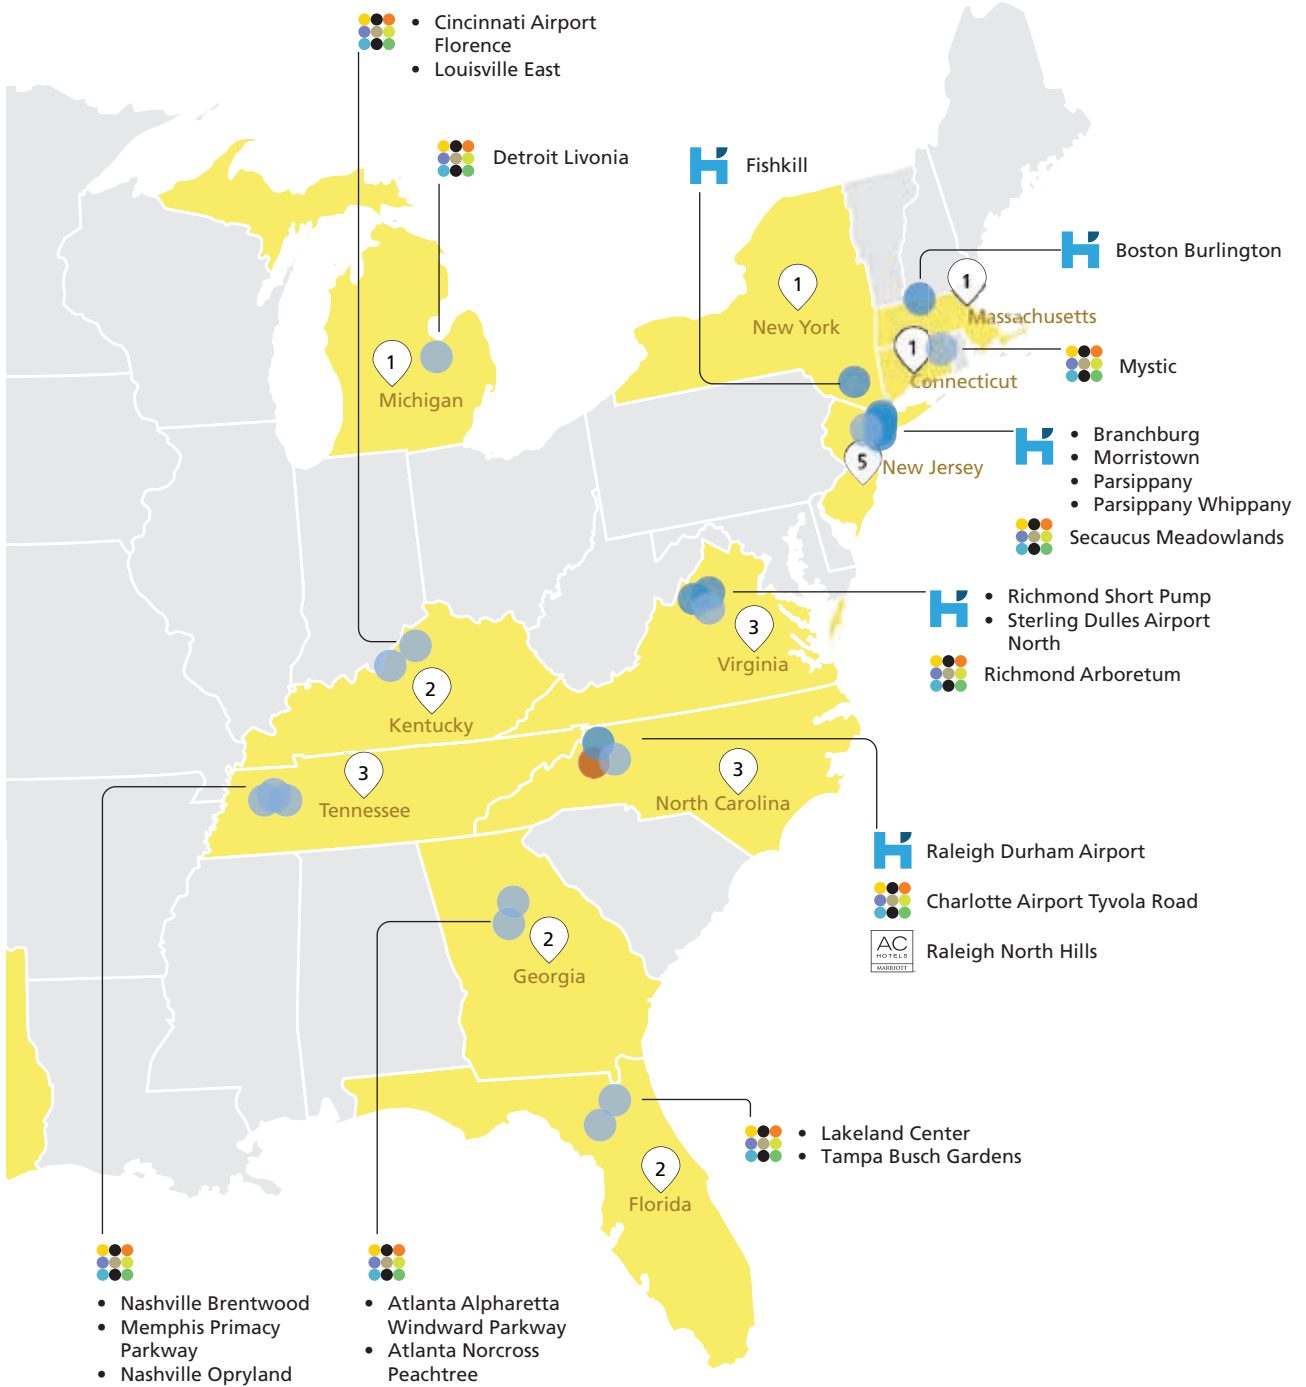 • Cincinnati Airport
Florence
• Louisville East
Detroit Livonia
Fishkill
Boston Burlington
1
New York
1
Massachusetts
1
Connecticut
Mystic
1
Michigan
• Branchburg
• Morristown
• Parsippany
• Parsippany Whippany
5
New Jersey
Secaucus Meadowlands
• Richmond Short Pump
• Sterling Dulles Airport
North
3
Virginia
Richmond Arboretum
2
Kentucky
3
Tennessee
3
North Carolina
Raleigh Durham Airport
Charlotte Airport Tyvola Road
AC
HOTELS
MARRIOTT
Raleigh North Hills
2
Georgia
• Lakeland Center
• Tampa Busch Gardens
2
Florida
• Nashville Brentwood
• Memphis Primacy
Parkway
• Nashville Opryland
• Atlanta Alpharetta
Windward Parkway
• Atlanta Norcross
Peachtree